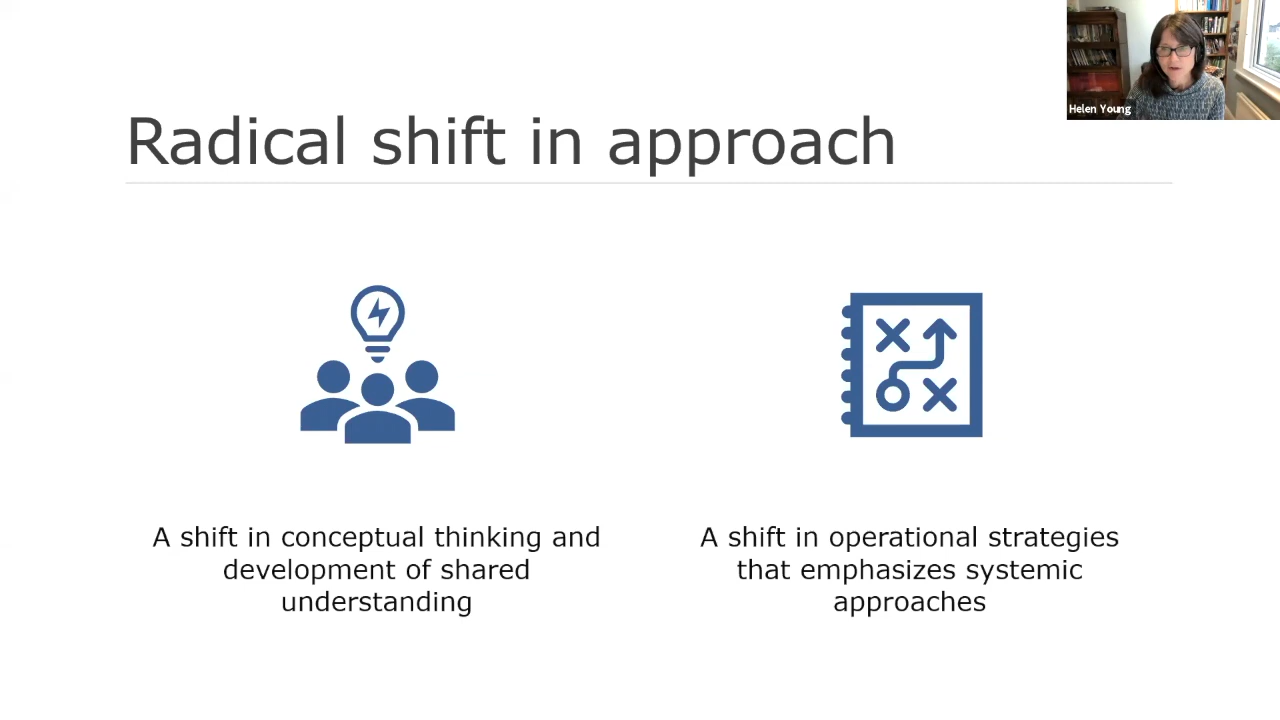 Helen Young
Radical shift in approach
A shift in conceptual thinking and
development of shared
understanding
A shift in operational strategies
that emphasizes systemic
approaches